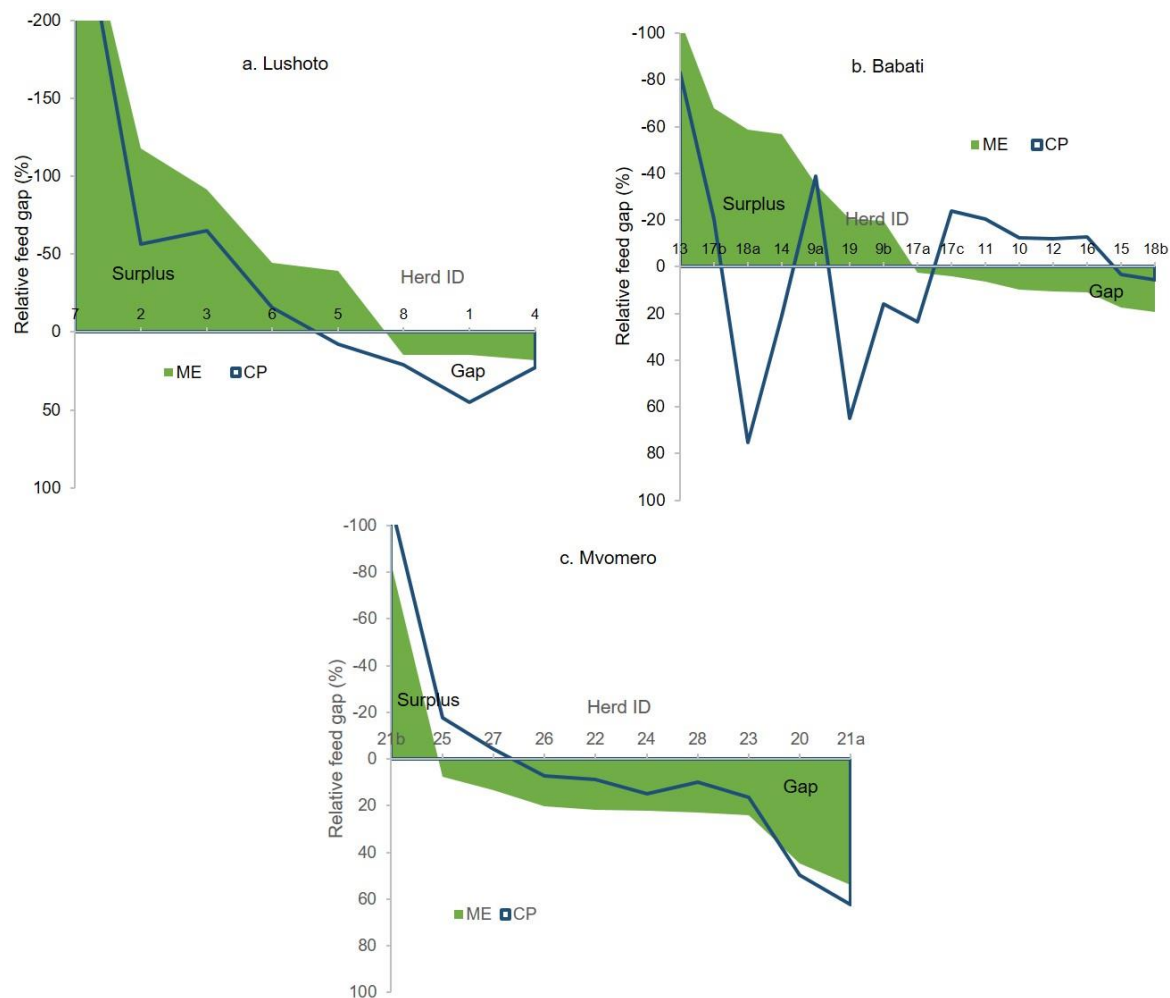 a. Lushoto
Relative feed gap (%)
-200
-150
-100
-50
0
50
100
Surplus
Herd ID
7 2 3 6 5 8 1 4
ME CP
Gap
b. Babati
Relative feed gap (%)
-100
-80
-60
-40
-20
0
20
40
60
80
100
ME CP
Surplus
Herd ID
13 17b 18a 14 9a 19 9b 17a 17c 11 10 12 16 15 18b
Gap
c. Mvomero
Relative feed gap (%)
-100
-80
-60
-40
-20
0
20
40
60
80
100
Surplus
Herd ID
21b 25 27 26 22 24 28 23 20 21a
Gap
ME CP